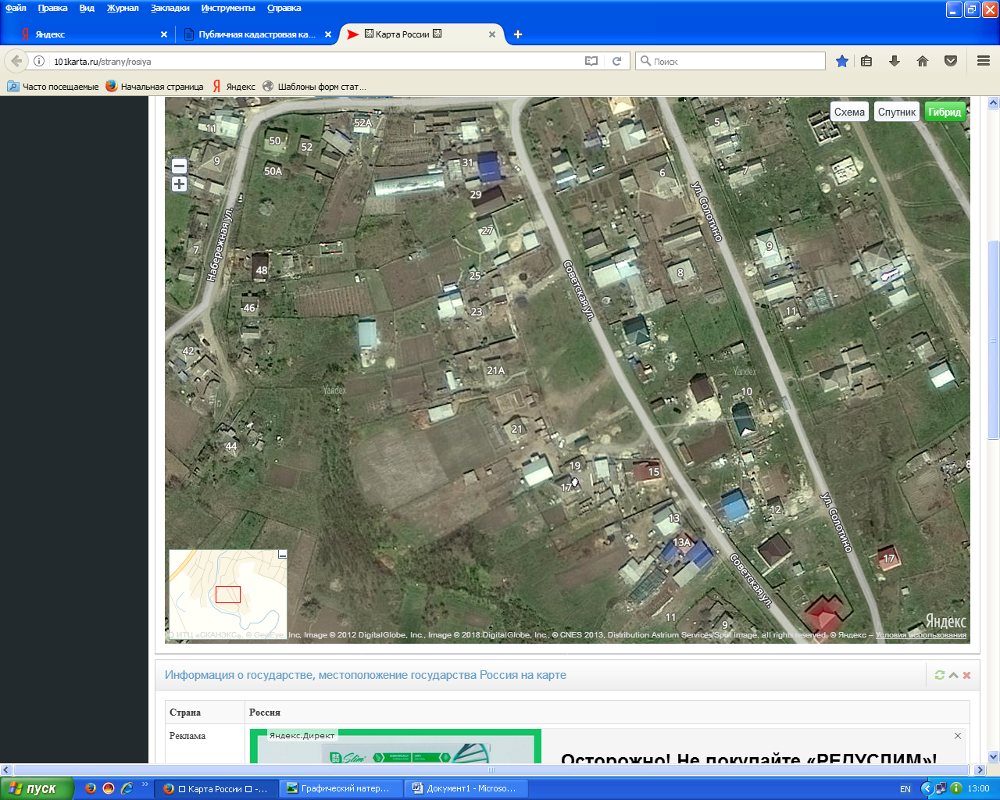 Файл Правка Вид Журнал Закладки Инструменты Справка
Яндекс
Публичная кадастровая ка...
Карта России
101karta.ru/strany/rosiya
Поиск
Часто посещаемые Начальная страница Яндекс Шаблоны форм стат...
Схема Спутник Гибрид
11
52А
5
50
52
9
50А
31
6
7
29
ул. Солотино
27
Набережная ул.
7
9
48
25
8
Советская ул.
46
23
11
42
21А
Yandex
Yandex
10
44
21
19
15
8
17
12
13
ул. Солотино
13А
17
Советская ул.
11
9
Яндекс
© ИТЦ «СКАНЭКС», © GeoEye, Inc, Image © 2012 DigitalGlobe, Inc., Image © 2018 DigitalGlobe, Inc., © CNES 2013, Distribution Astrium Services/Spot Image, all rights reserved, © Яндекс – Условия использования
Информация о государстве, местоположение государства Россия на карте
Страна Россия
Реклама
Яндекс.Директ
REDU Slim
Осторожно! Не покупайте «РЕДУСЛИМ»!
пуск
Карта России -...
Графический матер...
Документ1 - Microso...
EN
13:00